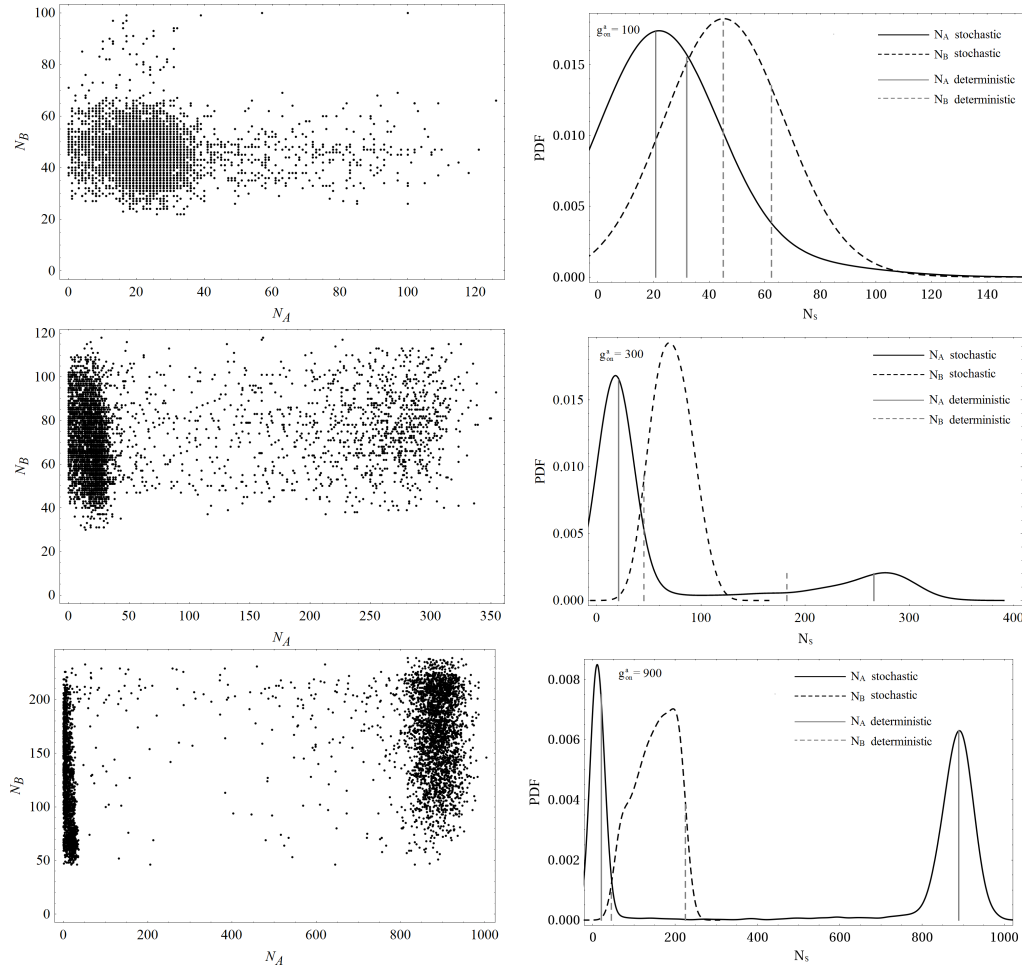 100
80
60
40
20
0
N_B
0 20 40 60 80 100 120
N_A
g^a_on = 100
N_A stochastic
N_B stochastic
N_A deterministic
N_B deterministic
0.015
0.010
0.005
0.000
PDF
0 20 40 60 80 100 120 140
N_s
120
100
80
60
40
20
0
N_B
0 50 100 150 200 250 300 350
N_A
g^a_on = 300
N_A stochastic
N_B stochastic
N_A deterministic
N_B deterministic
0.015
0.010
0.005
0.000
PDF
0 100 200 300 400
N_s
200
150
100
50
0
N_B
0 200 400 600 800 1000
N_A
g^a_on = 900
N_A stochastic
N_B stochastic
N_A deterministic
N_B deterministic
0.008
0.006
0.004
0.002
0.000
PDF
0 200 400 600 800 1000
N_s